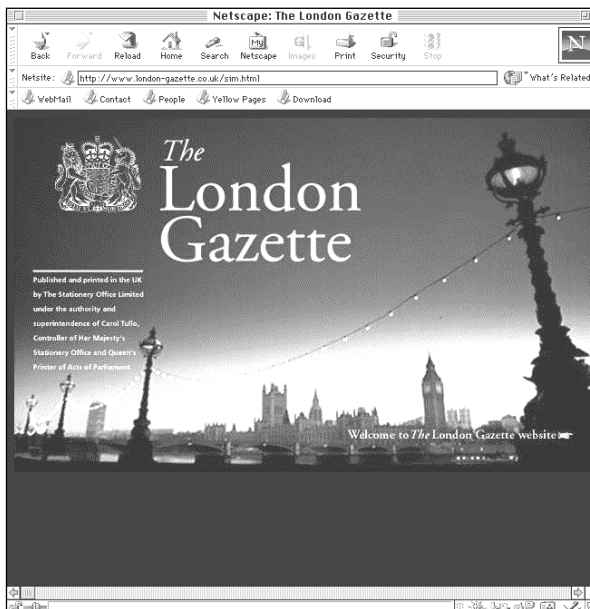 Netscape: The London Gazette
Back Forward Reload Home Search Netscape Images Print Security Stop
My
N
Netsite: http://www.london-gazette.co.uk/sim.html What's Related
WebMail Contact People Yellow Pages Download
The
London
Gazette
Published and printed in the UK
by The Stationery Office Limited
under the authority and
superintendence of Carol Tullo,
Controller of Her Majesty's
Stationery Office and Queen's
Printer of Acts of Parliament
Welcome to The London Gazette website